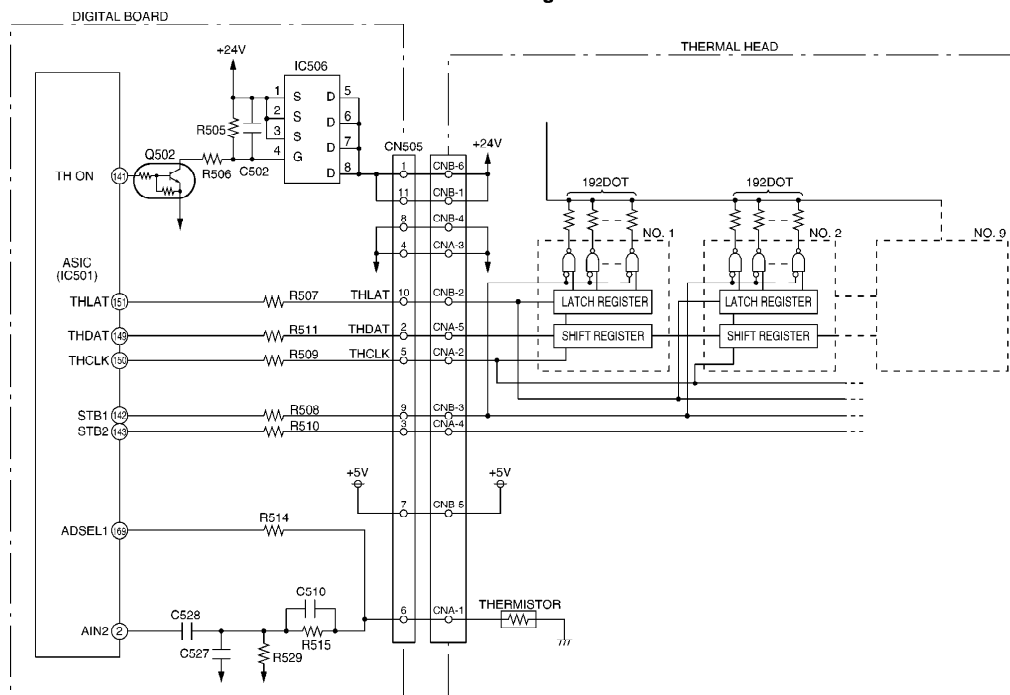 g
DIGITAL BOARD
THERMAL HEAD
+24V
IC506
1 S D 5
2 S D 6
3 S D 7
4 G D 8
R505
C502
R506
Q502
TH ON 141
CN505
+24V
1 CNB-6
11 CNB-1
8 CNB-4
4 CNA-3
192DOT 192DOT
NO. 1 NO. 2 NO. 9
ASIC
(IC501)
THLAT 151 R507 THLAT 10 CNB-2
LATCH REGISTER LATCH REGISTER
THDAT 149 R511 THDAT 2 CNA-5
SHIFT REGISTER SHIFT REGISTER
THCLK 150 R509 THCLK 5 CNA-2
STB1 142 R508 9 CNB-3
STB2 143 R510 3 CNA-4
+5V +5V
7 CNB-5
ADSEL1 169 R514
C510
6 CNA-1 THERMISTOR
AIN2 2 C528
R515
C527 R529